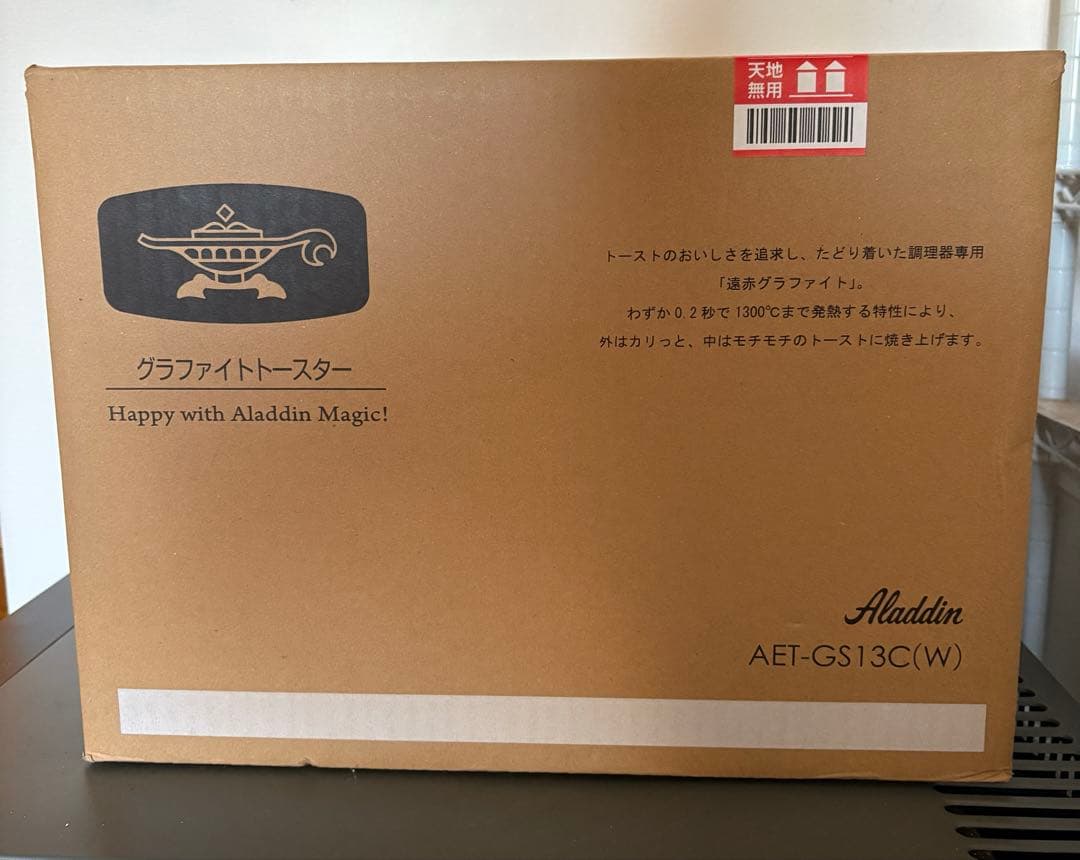 天地
無用
トーストのおいしさを追求し、たどり着いた調理器専用
「遠赤グラファイト」。
わずか0.2秒で1300℃まで発熱する特性により、
外はカリっと、中はモチモチのトーストに焼き上げます。
グラファイトトースター
Happy with Aladdin Magic!
Aladdin
AET-GS13C(W)